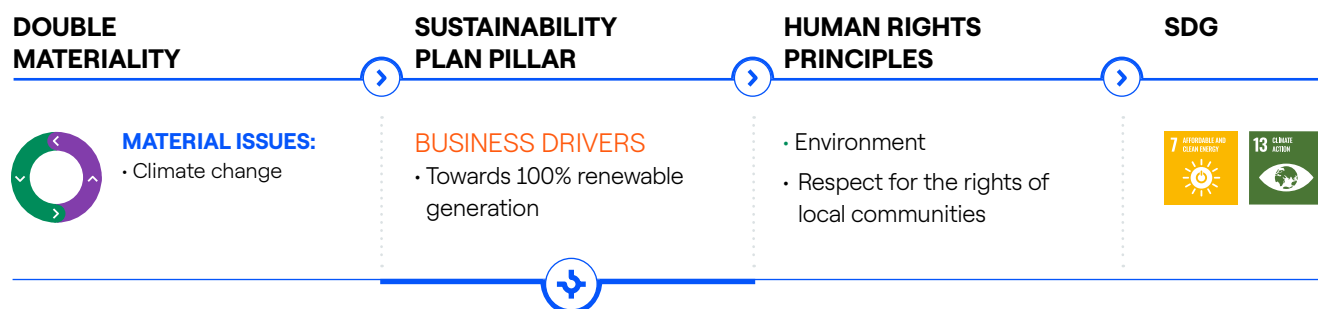 DOUBLE
MATERIALITY
SUSTAINABILITY
PLAN PILLAR
HUMAN RIGHTS
PRINCIPLES
SDG
MATERIAL ISSUES:
· Climate change
BUSINESS DRIVERS
· Towards 100% renewable
generation
· Environment
· Respect for the rights of
local communities
7 AFFORDABLE AND
CLEAN ENERGY
13 CLIMATE
ACTION